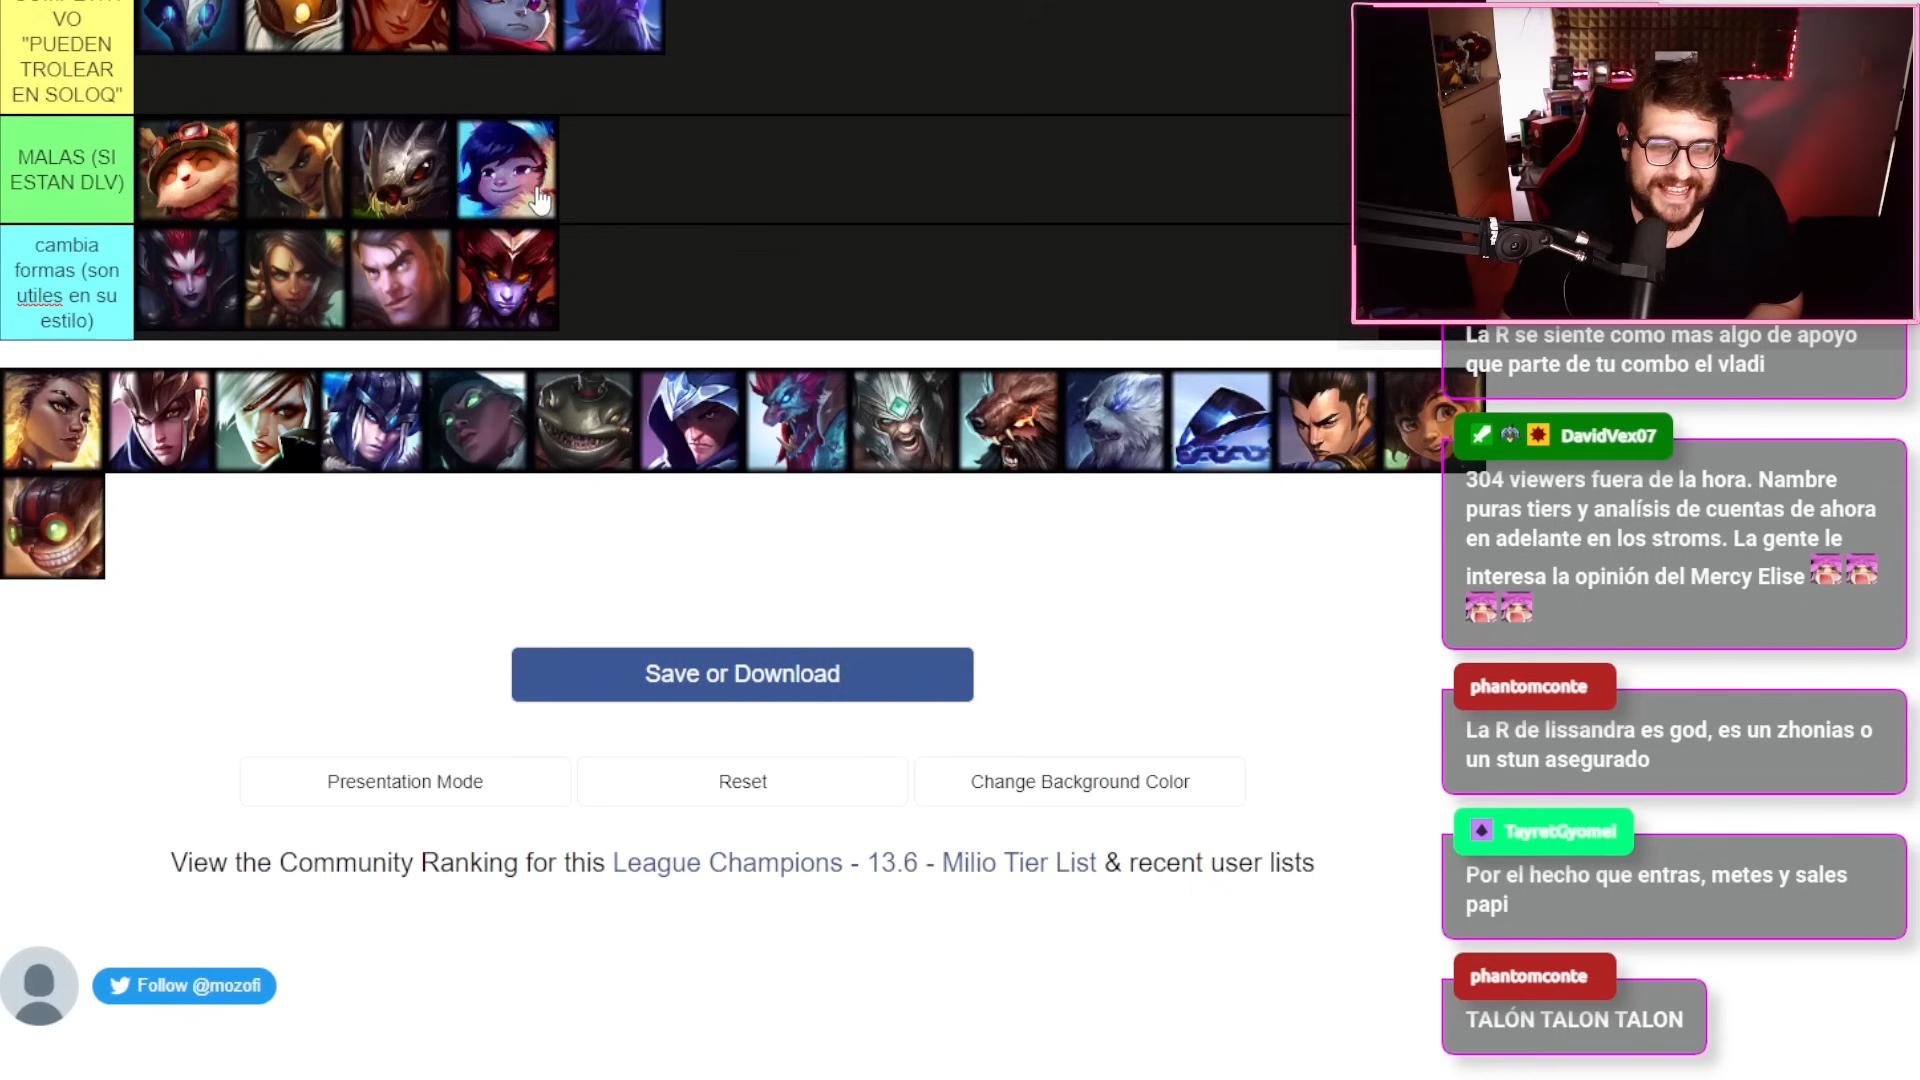 VO
"PUEDEN
TROLEAR
EN SOLOQ"
MALAS (SI
ESTAN DLV)
cambia
formas (son
utiles en su
estilo)
Save or Download
Presentation Mode
Reset
Change Background Color
View the Community Ranking for this League Champions - 13.6 - Milio Tier List & recent user lists
Follow @mozofi
La R se siente como mas algo de apoyo
que parte de tu combo el vladi
DavidVex07
304 viewers fuera de la hora. Nambre
puras tiers y analísis de cuentas de ahora
en adelante en los stroms. La gente le
interesa la opinión del Mercy Elise
phantomconte
La R de lissandra es god, es un zhonias o
un stun asegurado
TayretGyomei
Por el hecho que entras, metes y sales
papi
phantomconte
TALÓN TALON TALON